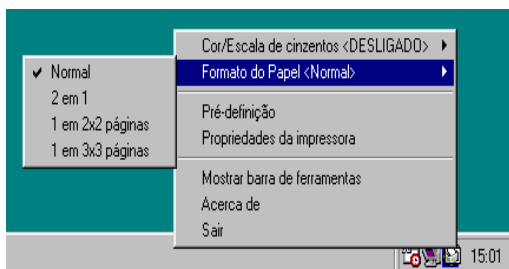 Cor/Escala de cinzentos <DESLIGADO>
Formato do Papel <Normal>
Normal
2 em 1
1 em 2x2 páginas
1 em 3x3 páginas
Pré-definição
Propriedades da impressora
Mostrar barra de ferramentas
Acerca de
Sair
15:01